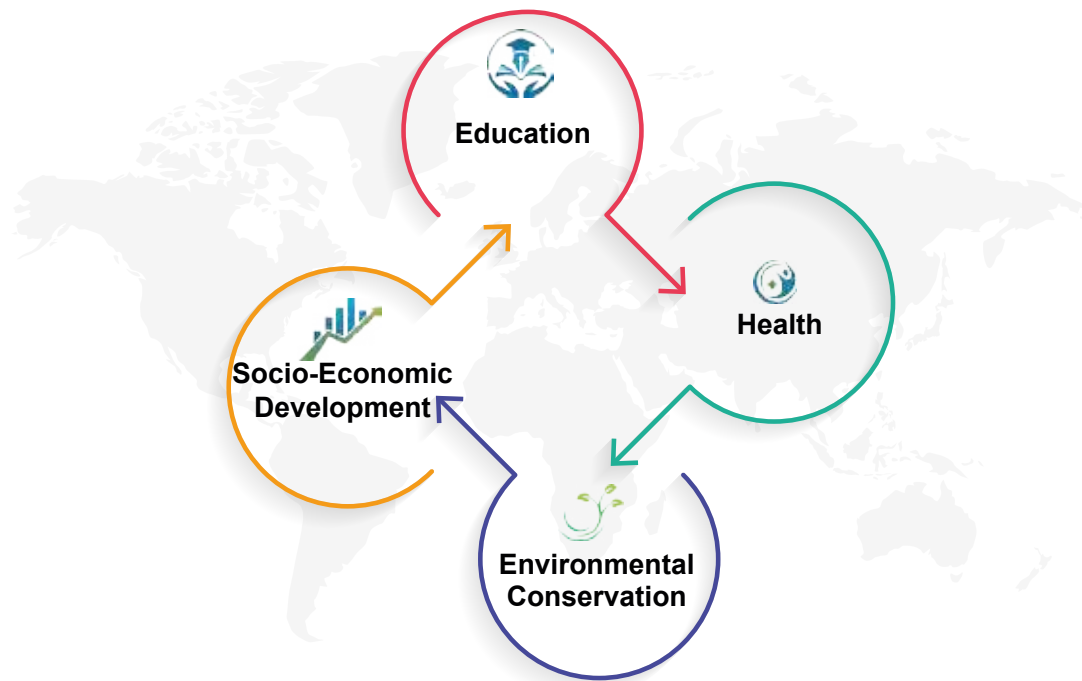 Education
Health
Socio-Economic
Development
Environmental
Conservation